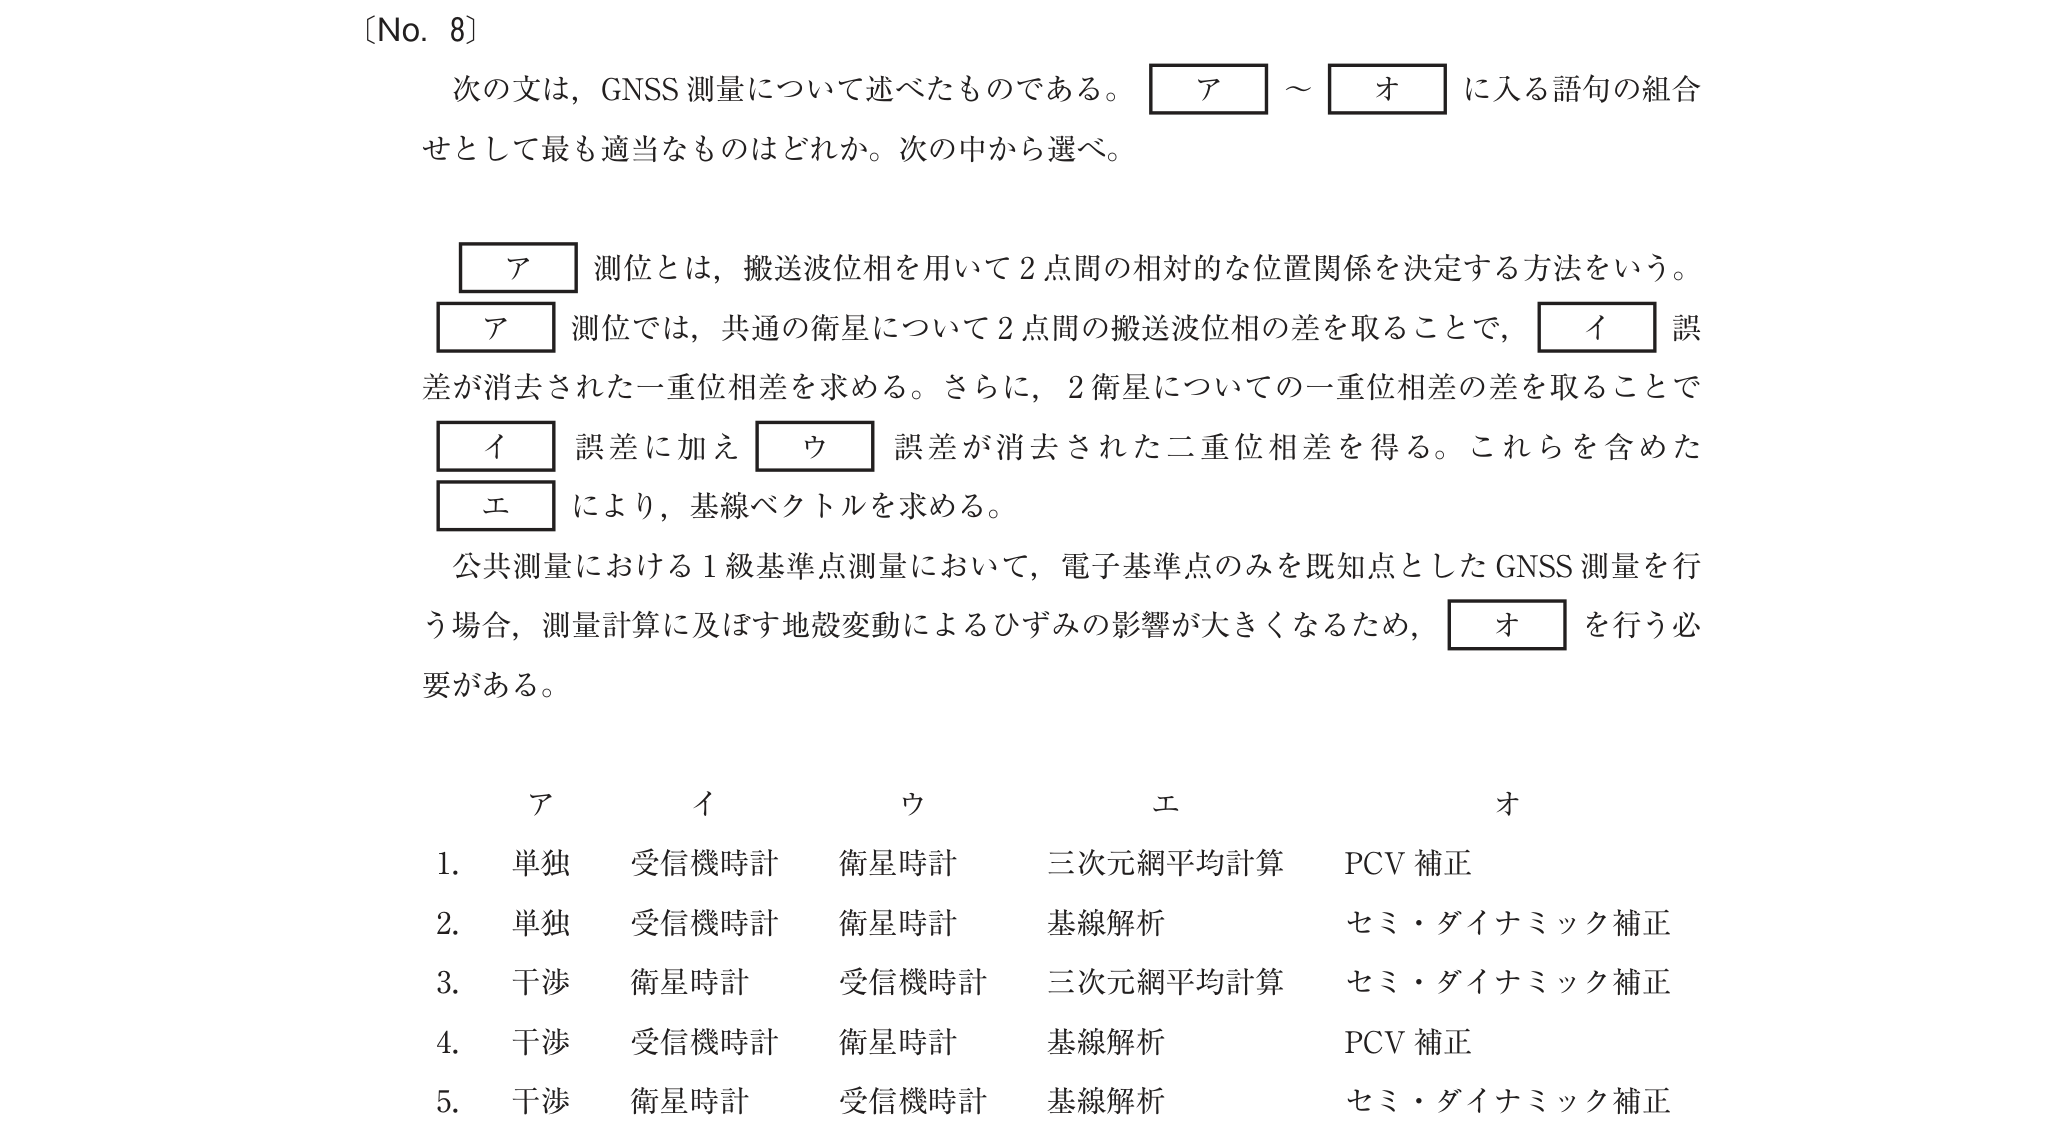 〔No. 8〕
次の文は，GNSS 測量について述べたものである。 ア ～ オ に入る語句の組合
せとして最も適当なものはどれか。次の中から選べ。
ア 測位とは，搬送波位相を用いて２点間の相対的な位置関係を決定する方法をいう。
ア 測位では，共通の衛星について２点間の搬送波位相の差を取ることで， イ 誤
差が消去された一重位相差を求める。さらに，２衛星についての一重位相差の差を取ることで
イ 誤差に加え ウ 誤差が消去された二重位相差を得る。これらを含めた
エ により，基線ベクトルを求める。
公共測量における１級基準点測量において，電子基準点のみを既知点とした GNSS 測量を行
う場合，測量計算に及ぼす地殻変動によるひずみの影響が大きくなるため， オ を行う必
要がある。
ア イ ウ エ オ
1. 単独 受信機時計 衛星時計 三次元網平均計算 PCV 補正
2. 単独 受信機時計 衛星時計 基線解析 セミ・ダイナミック補正
3. 干渉 衛星時計 受信機時計 三次元網平均計算 セミ・ダイナミック補正
4. 干渉 受信機時計 衛星時計 基線解析 PCV 補正
5. 干渉 衛星時計 受信機時計 基線解析 セミ・ダイナミック補正